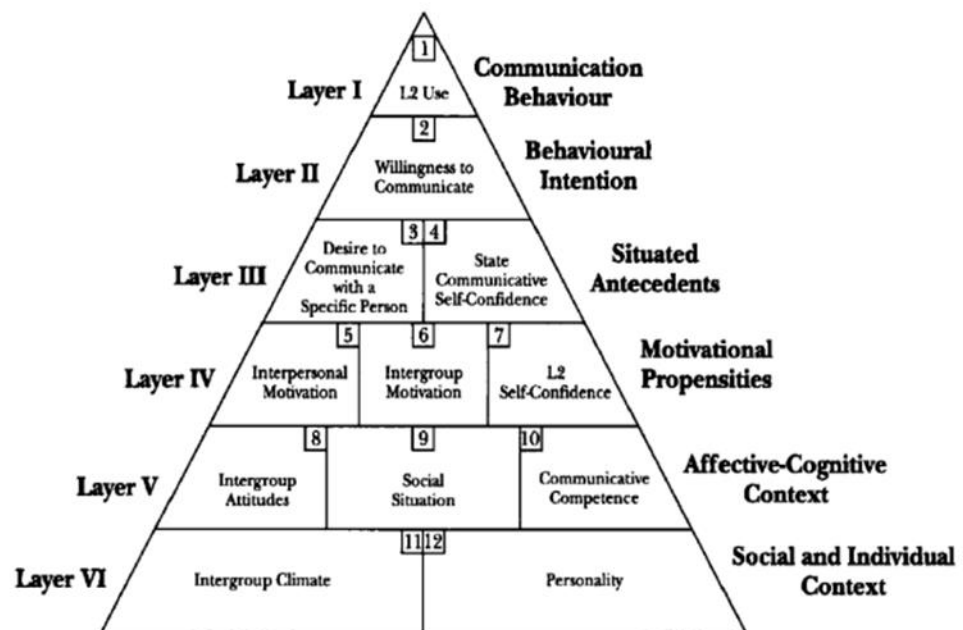 1
Layer I
L2 Use
Communication
Behaviour
2
Layer II
Willingness to
Communicate
Behavioural
Intention
3 4
Layer III
Desire to
Communicate
with a
Specific Person
State
Communicative
Self-Confidence
Situated
Antecedents
5 6 7
Layer IV
Interpersonal
Motivation
Intergroup
Motivation
L2
Self-Confidence
Motivational
Propensities
8 9 10
Layer V
Intergroup
Attitudes
Social
Situation
Communicative
Competence
Affective-Cognitive
Context
11 12
Layer VI
Intergroup Climate
Personality
Social and Individual
Context